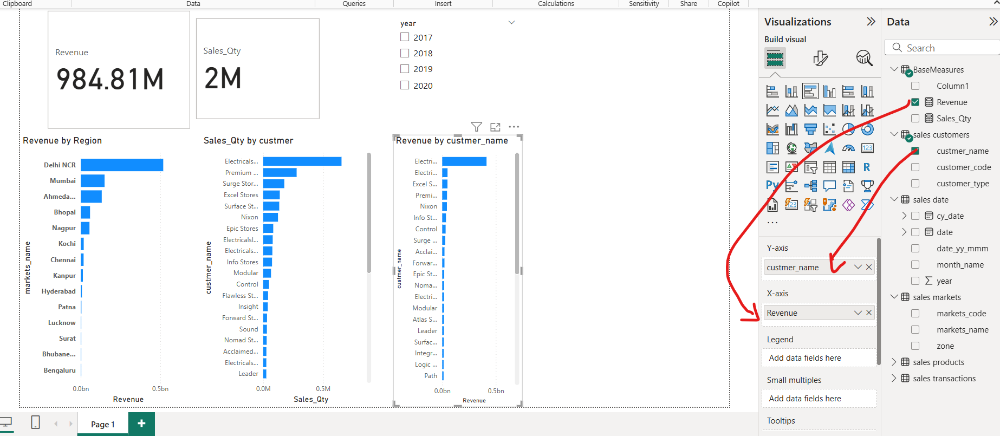 Clipboard
Data
Queries
Insert
Calculations
Sensitivity
Share
Copilot
Revenue
984.81M
Sales_Qty
2M
year
2017
2018
2019
2020
Revenue by Region
markets_name
Delhi NCR
Mumbai
Ahmeda...
Bhopal
Nagpur
Kochi
Chennai
Kanpur
Hyderabad
Patna
Lucknow
Surat
Bhubane...
Bengaluru
0.0bn
0.5bn
Revenue
Sales_Qty by custmer
custmer_name
Electricals...
Premium ...
Surge Stor...
Excel Stores
Surface St...
Nixon
Epic Stores
Electricalsl...
Electricals...
Info Stores
Modular
Control
Flawless St...
Insight
Forward St...
Sound
Nomad St...
Acclaimed...
Electricals...
Leader
0.0M
0.5M
Sales_Qty
Revenue by custmer_name
custmer_name
Electri...
Electri...
Excel S...
Premi...
Nixon
Info St...
Control
Surge ...
Acclai...
Forwar...
Epic St...
Noma...
Electri...
Modular
Atlas S...
Leader
Surfac...
Integr...
Logic ...
Path
0.0bn
0.5bn
Revenue
Visualizations
Build visual
123
R
Py
123
...
Y-axis
custmer_name
X-axis
Revenue
Legend
Add data fields here
Small multiples
Add data fields here
Tooltips
Data
Search
BaseMeasures
Column1
Revenue
Sales_Qty
sales customers
custmer_name
customer_code
customer_type
sales date
cy_date
date
date_yy_mmm
month_name
year
sales markets
markets_code
markets_name
zone
sales products
sales transactions
Page 1